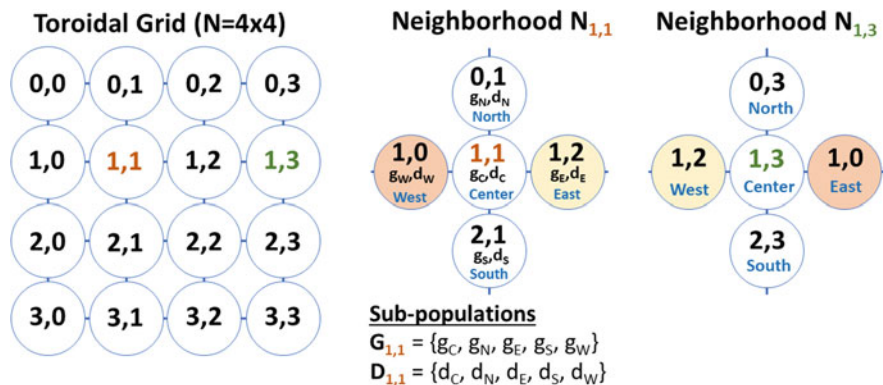 Toroidal Grid (N=4x4)
0,0 0,1 0,2 0,3
1,0 1,1 1,2 1,3
2,0 2,1 2,2 2,3
3,0 3,1 3,2 3,3
Neighborhood N1,1
0,1
gN,dN
North
1,0
gW,dW
West
1,1
gC,dC
Center
1,2
gE,dE
East
2,1
gS,dS
South
Sub-populations
G1,1 = {gC, gN, gE, gS, gW}
D1,1 = {dC, dN, dE, dS, dW}
Neighborhood N1,3
0,3
North
1,2
West
1,3
Center
1,0
East
2,3
South